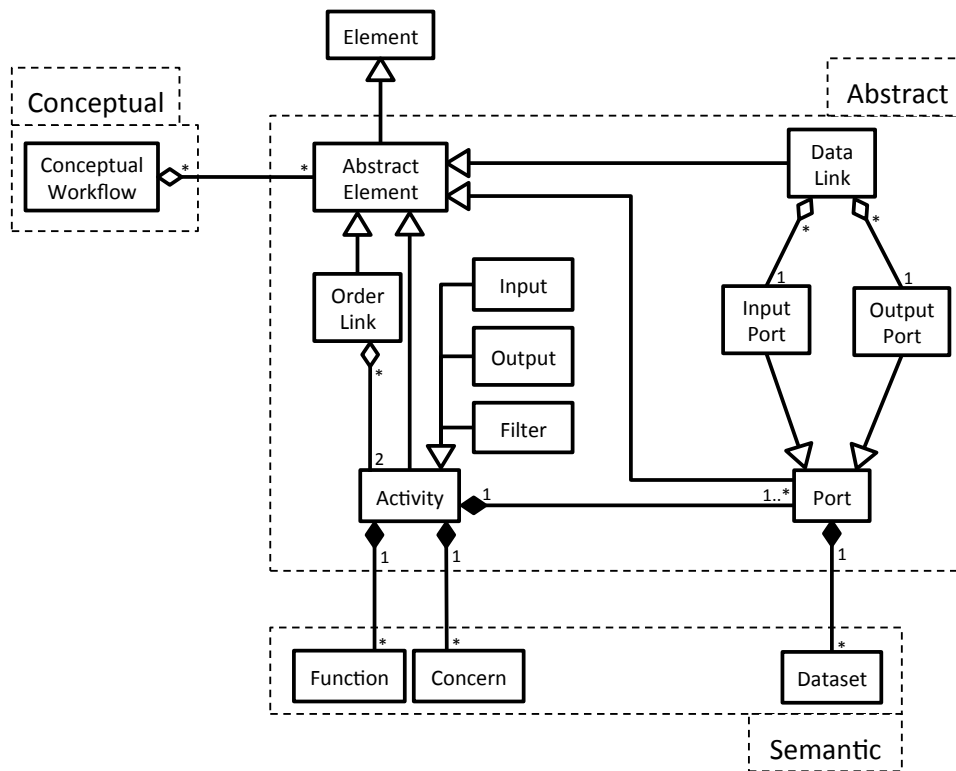 Element
Conceptual
Abstract
Conceptual
Workflow
*
*
Abstract
Element
Data
Link
*
*
Input
Order
Link
1
1
Input
Port
Output
Port
Output
*
Filter
2
Activity
1
1..*
Port
1
1
1
*
*
*
Function
Concern
Dataset
Semantic